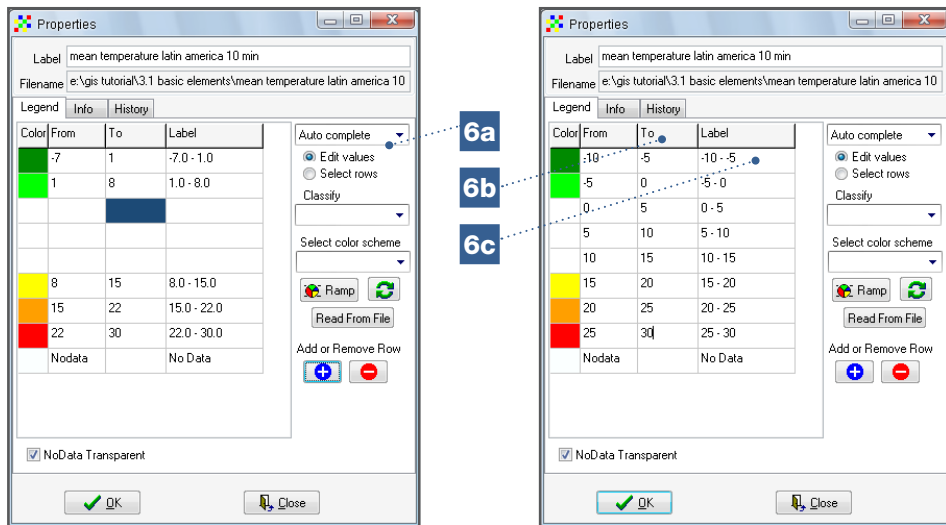 Properties
Label mean temperature latin america 10 min
Filename e:\gis tutorial\3.1 basic elements\mean temperature latin america 10
Legend Info History
Color From To Label
-7 1 -7.0 - 1.0
1 8 1.0 - 8.0
8 15 8.0 - 15.0
15 22 15.0 - 22.0
22 30 22.0 - 30.0
Nodata No Data
Auto complete
Edit values
Select rows
Classify
Select color scheme
Ramp
Read From File
Add or Remove Row
NoData Transparent
OK Close
6a
6b
6c
Properties
Label mean temperature latin america 10 min
Filename e:\gis tutorial\3.1 basic elements\mean temperature latin america 10
Legend Info History
Color From To Label
-10 -5 -10 - -5
-5 0 -5 - 0
0 5 0 - 5
5 10 5 - 10
10 15 10 - 15
15 20 15 - 20
20 25 20 - 25
25 30 25 - 30
Nodata No Data
Auto complete
Edit values
Select rows
Classify
Select color scheme
Ramp
Read From File
Add or Remove Row
NoData Transparent
OK Close